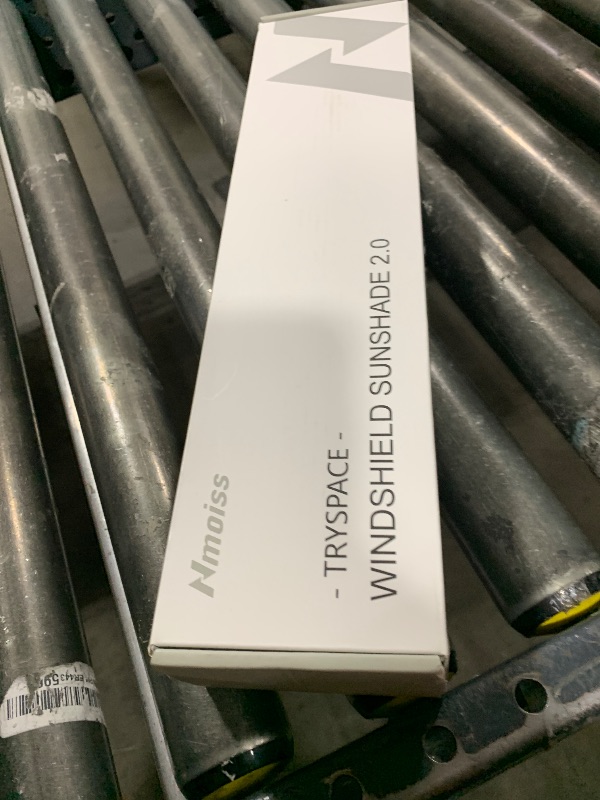 Nmoiss
- TRYSPACE -
WINDSHIELD SUNSHADE 2.0